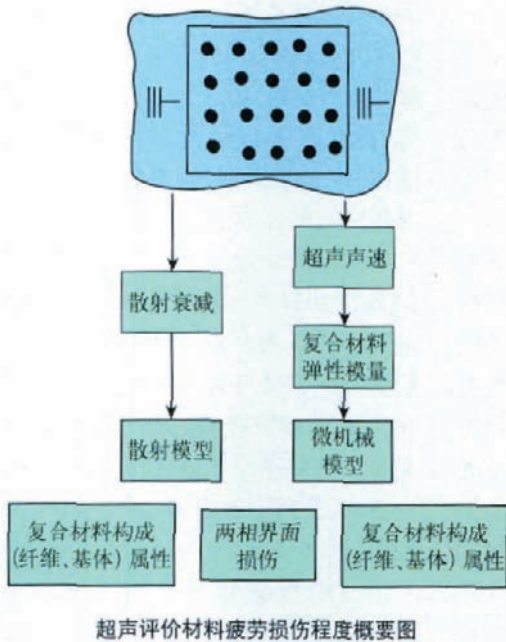 超声声速
散射衰减
复合材料
弹性模量
散射模型
微机械
模型
复合材料构成
(纤维、基体) 属性
两相界面
损伤
复合材料构成
(纤维、基体) 属性
超声评价材料疲劳损伤程度概要图